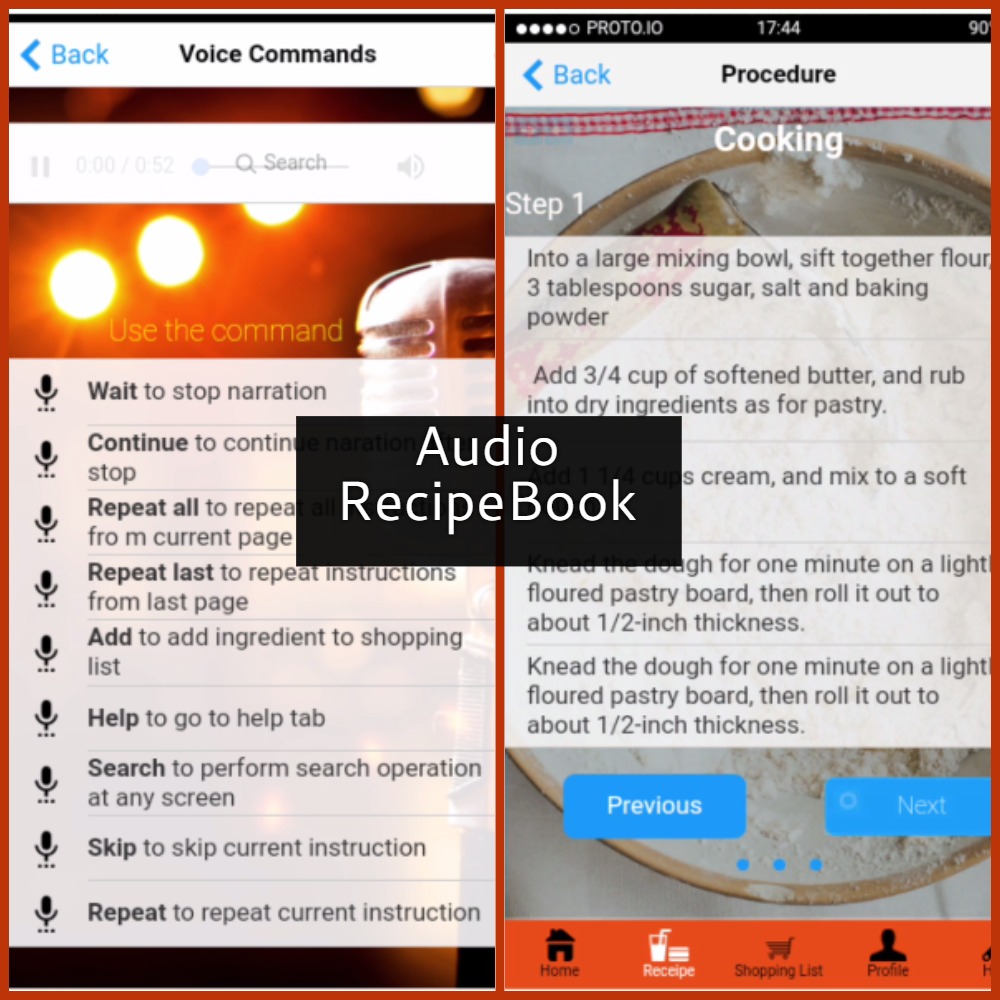 Back
Voice Commands
0:00 / 0:52
Search
Use the command
Wait to stop narration
Continue to continue naration
stop
Repeat all to repeat all
fro m current page
Repeat last to repeat instructions
from last page
Add to add ingredient to shopping
list
Help to go to help tab
Search to perform search operation
at any screen
Skip to skip current instruction
Repeat to repeat current instruction
Audio
RecipeBook
PROTO.IO
17:44
90
Back
Procedure
Cooking
Step 1
Into a large mixing bowl, sift together flour,
3 tablespoons sugar, salt and baking
powder
Add 3/4 cup of softened butter, and rub
into dry ingredients as for pastry.
Add 1 1/4 cups cream, and mix to a soft
Knead the dough for one minute on a lightl
floured pastry board, then roll it out to
about 1/2-inch thickness.
Knead the dough for one minute on a lightl
floured pastry board, then roll it out to
about 1/2-inch thickness.
Previous
Next
Home
Receipe
Shopping List
Profile
H